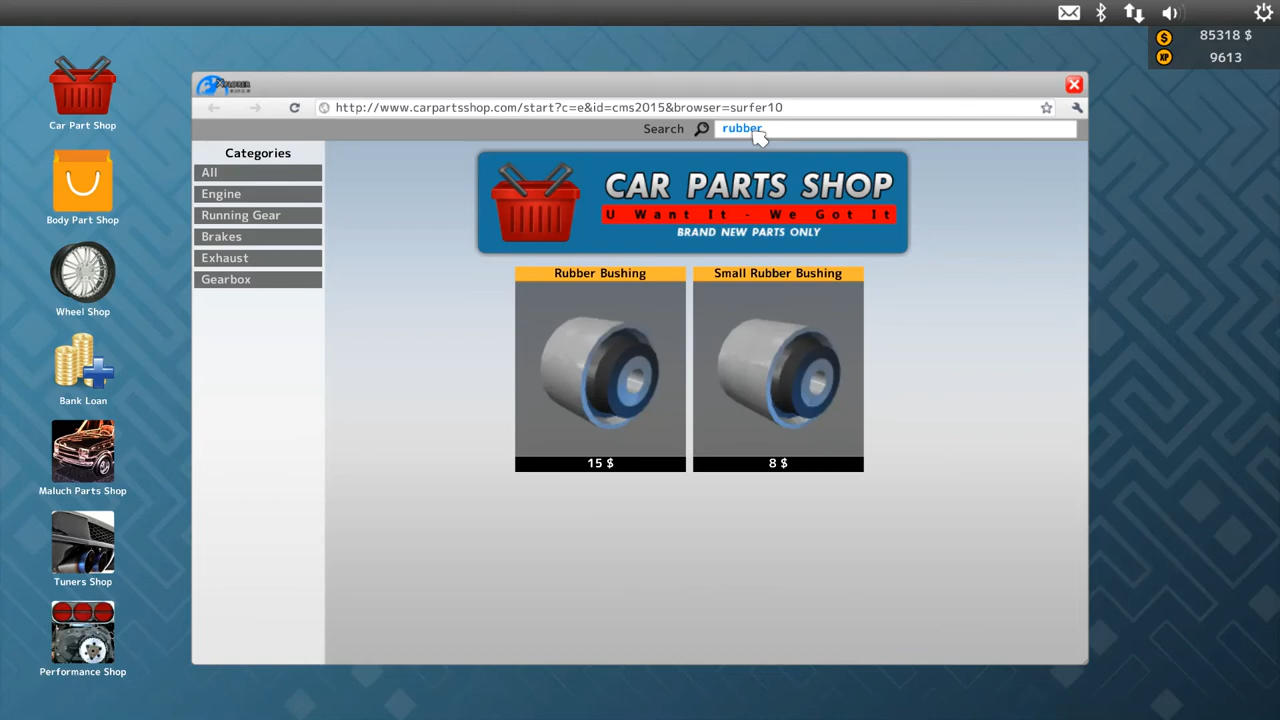 85318 $
9613
Car Part Shop
Body Part Shop
Wheel Shop
Bank Loan
Maluch Parts Shop
Tuners Shop
Performance Shop
http://www.carpartsshop.com/start?c=e&id=cms2015&browser=surfer10
Search
rubber
Categories
All
Engine
Running Gear
Brakes
Exhaust
Gearbox
CAR PARTS SHOP
U Want It - We Got It
BRAND NEW PARTS ONLY
Rubber Bushing
15 $
Small Rubber Bushing
8 $